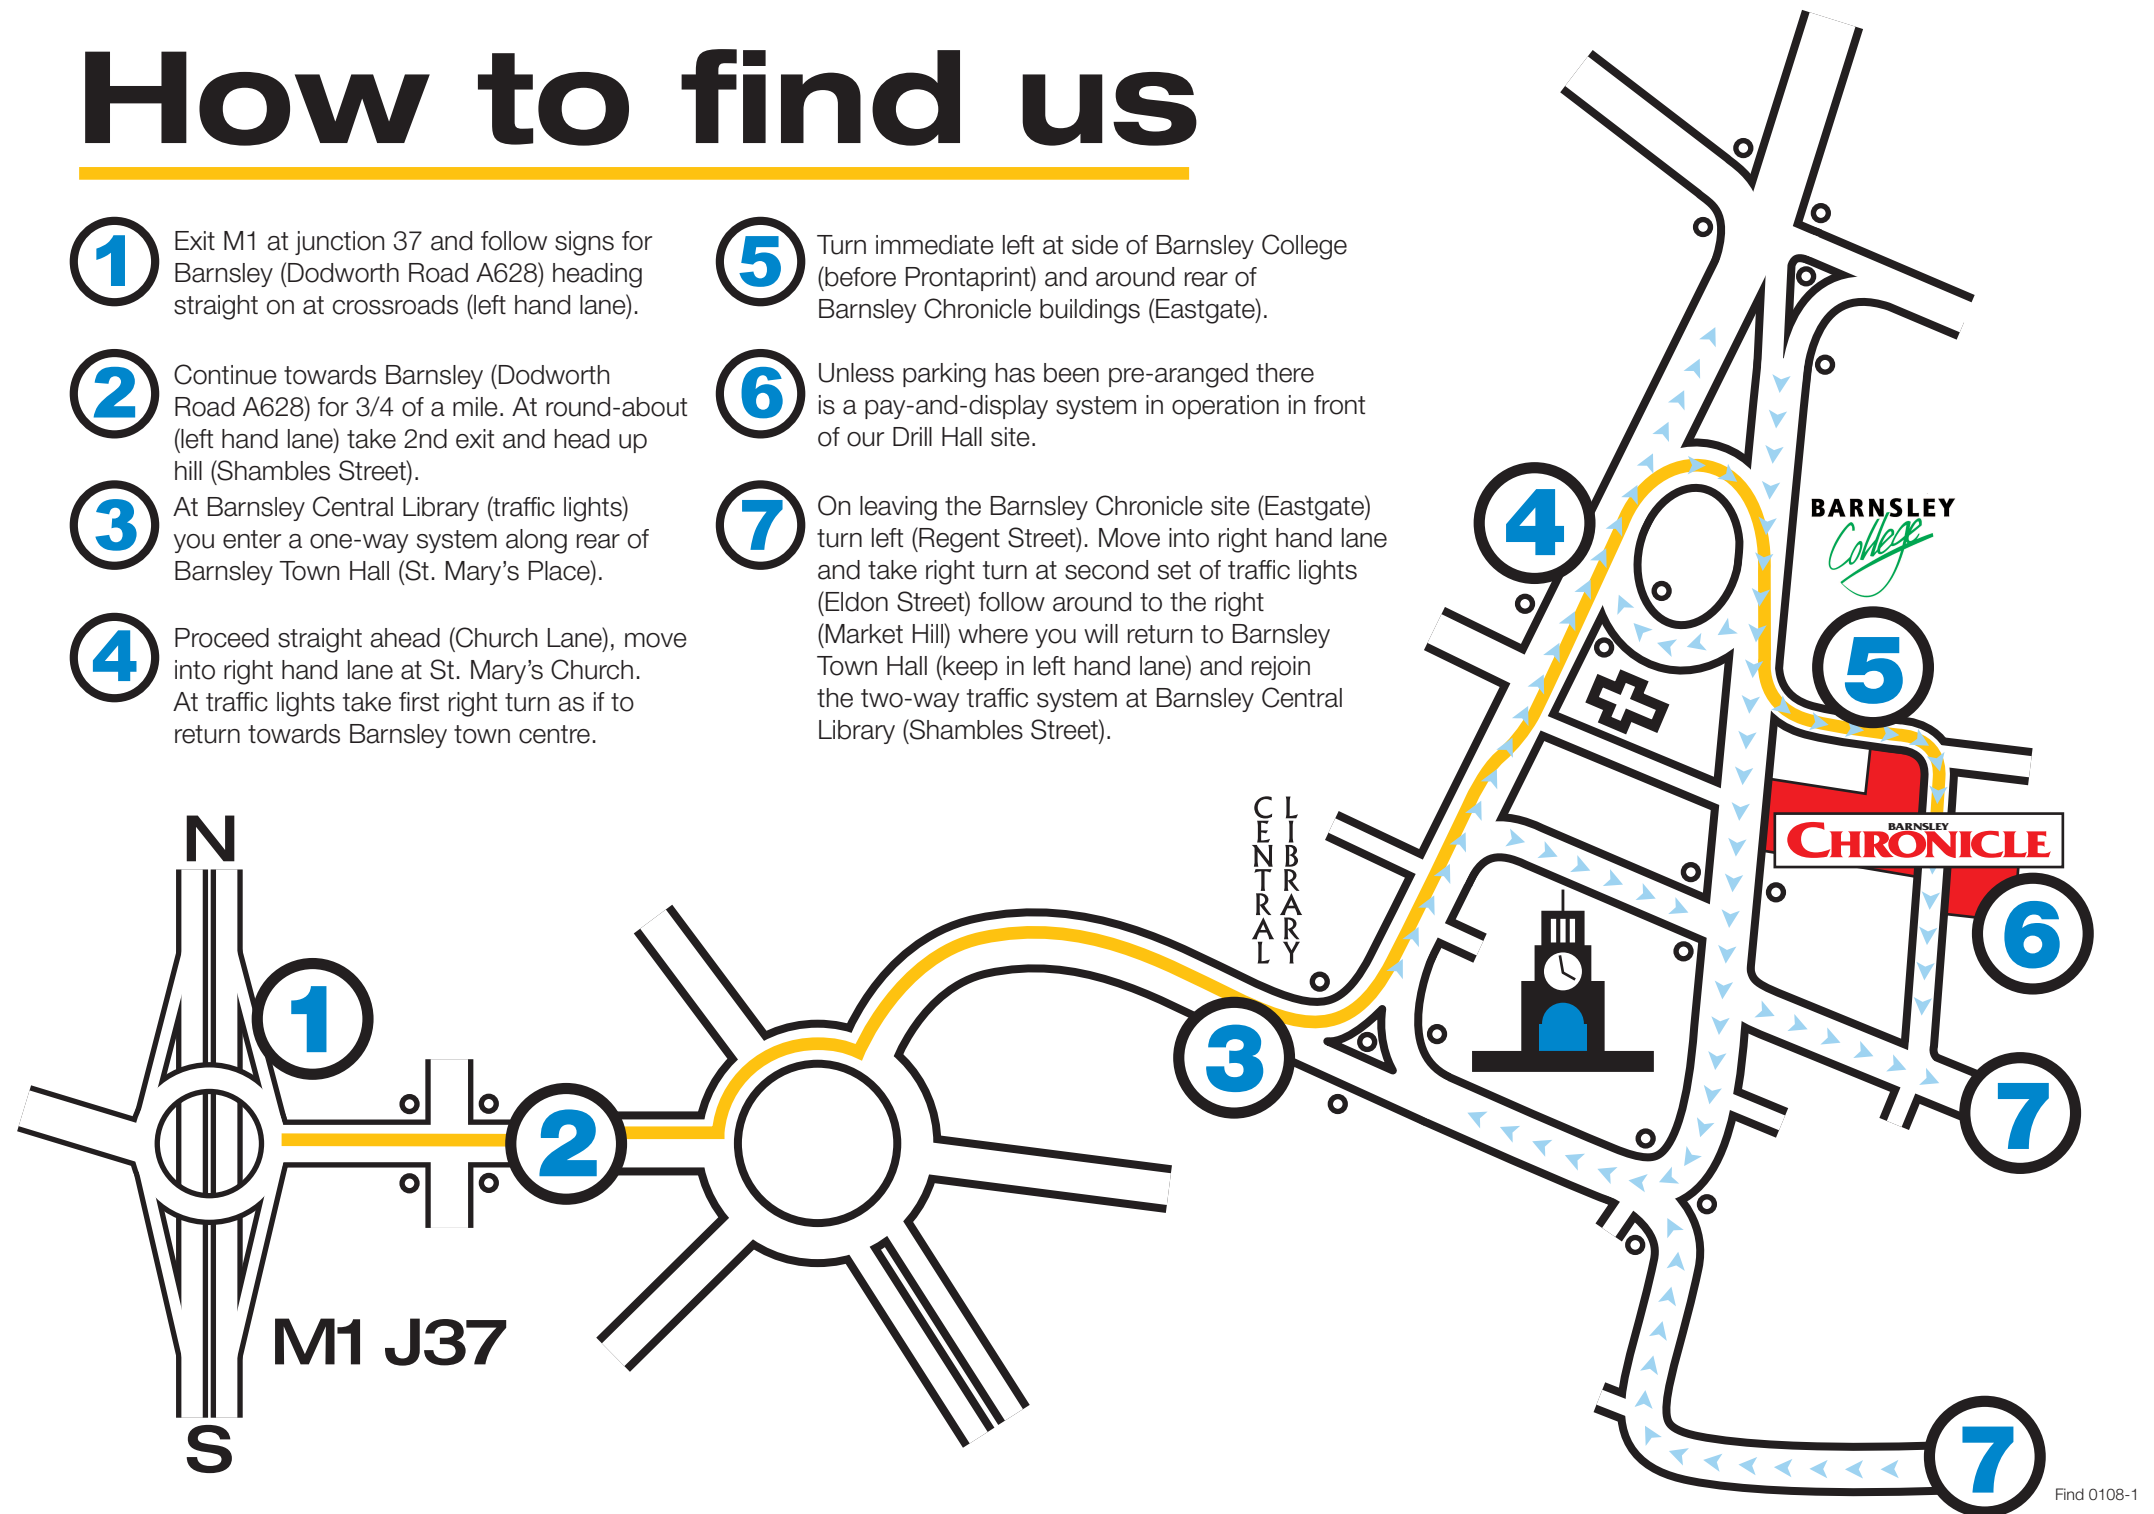 How to find us
1
Exit M1 at junction 37 and follow signs for
Barnsley (Dodworth Road A628) heading
straight on at crossroads (left hand lane).
2
Continue towards Barnsley (Dodworth
Road A628) for 3/4 of a mile. At round-about
(left hand lane) take 2nd exit and head up
hill (Shambles Street).
3
At Barnsley Central Library (traffic lights)
you enter a one-way system along rear of
Barnsley Town Hall (St. Mary's Place).
4
Proceed straight ahead (Church Lane), move
into right hand lane at St. Mary's Church.
At traffic lights take first right turn as if to
return towards Barnsley town centre.
5
Turn immediate left at side of Barnsley College
(before Prontaprint) and around rear of
Barnsley Chronicle buildings (Eastgate).
6
Unless parking has been pre-aranged there
is a pay-and-display system in operation in front
of our Drill Hall site.
7
On leaving the Barnsley Chronicle site (Eastgate)
turn left (Regent Street). Move into right hand lane
and take right turn at second set of traffic lights
(Eldon Street) follow around to the right
(Market Hill) where you will return to Barnsley
Town Hall (keep in left hand lane) and rejoin
the two-way traffic system at Barnsley Central
Library (Shambles Street).
N
1
M1 J37
S
2
3
CENTRAL
LIBRARY
4
BARNSLEY
College
5
BARNSLEY
CHRONICLE
6
7
7
Find 0108-1